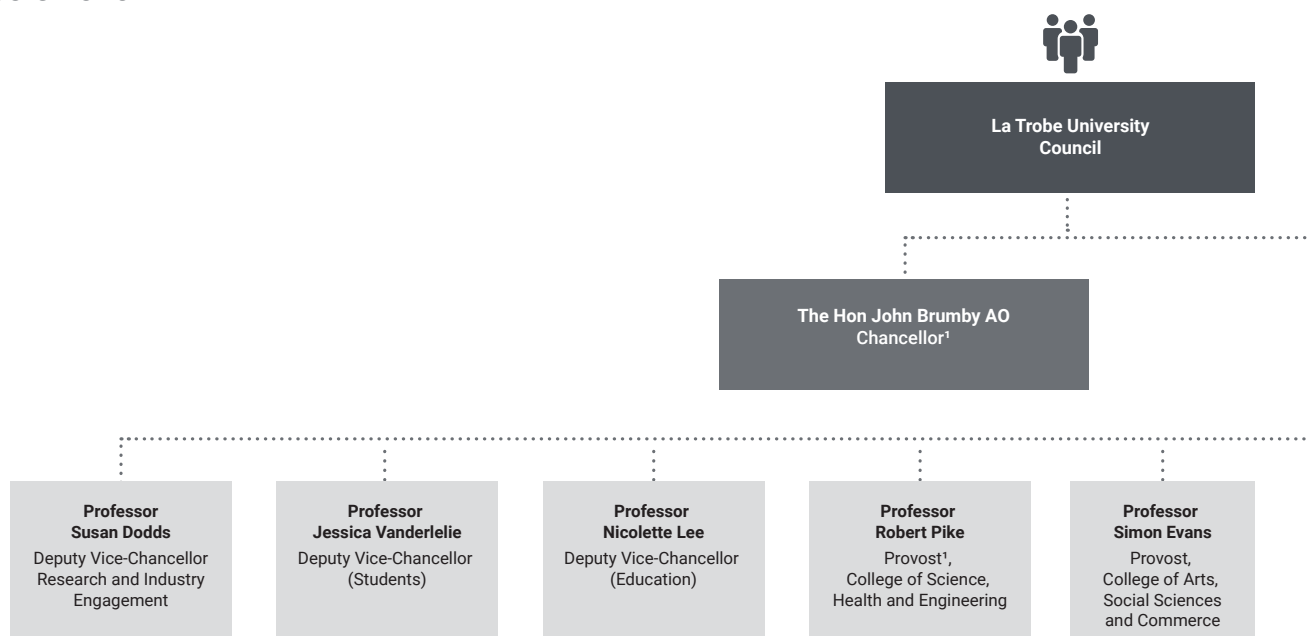 La Trobe University
Council
The Hon John Brumby AO
Chancellor¹
Professor
Susan Dodds
Deputy Vice-Chancellor
Research and Industry
Engagement
Professor
Jessica Vanderlelie
Deputy Vice-Chancellor
(Students)
Professor
Nicolette Lee
Deputy Vice-Chancellor
(Education)
Professor
Robert Pike
Provost¹,
College of Science,
Health and Engineering
Professor
Simon Evans
Provost,
College of Arts,
Social Sciences
and Commerce